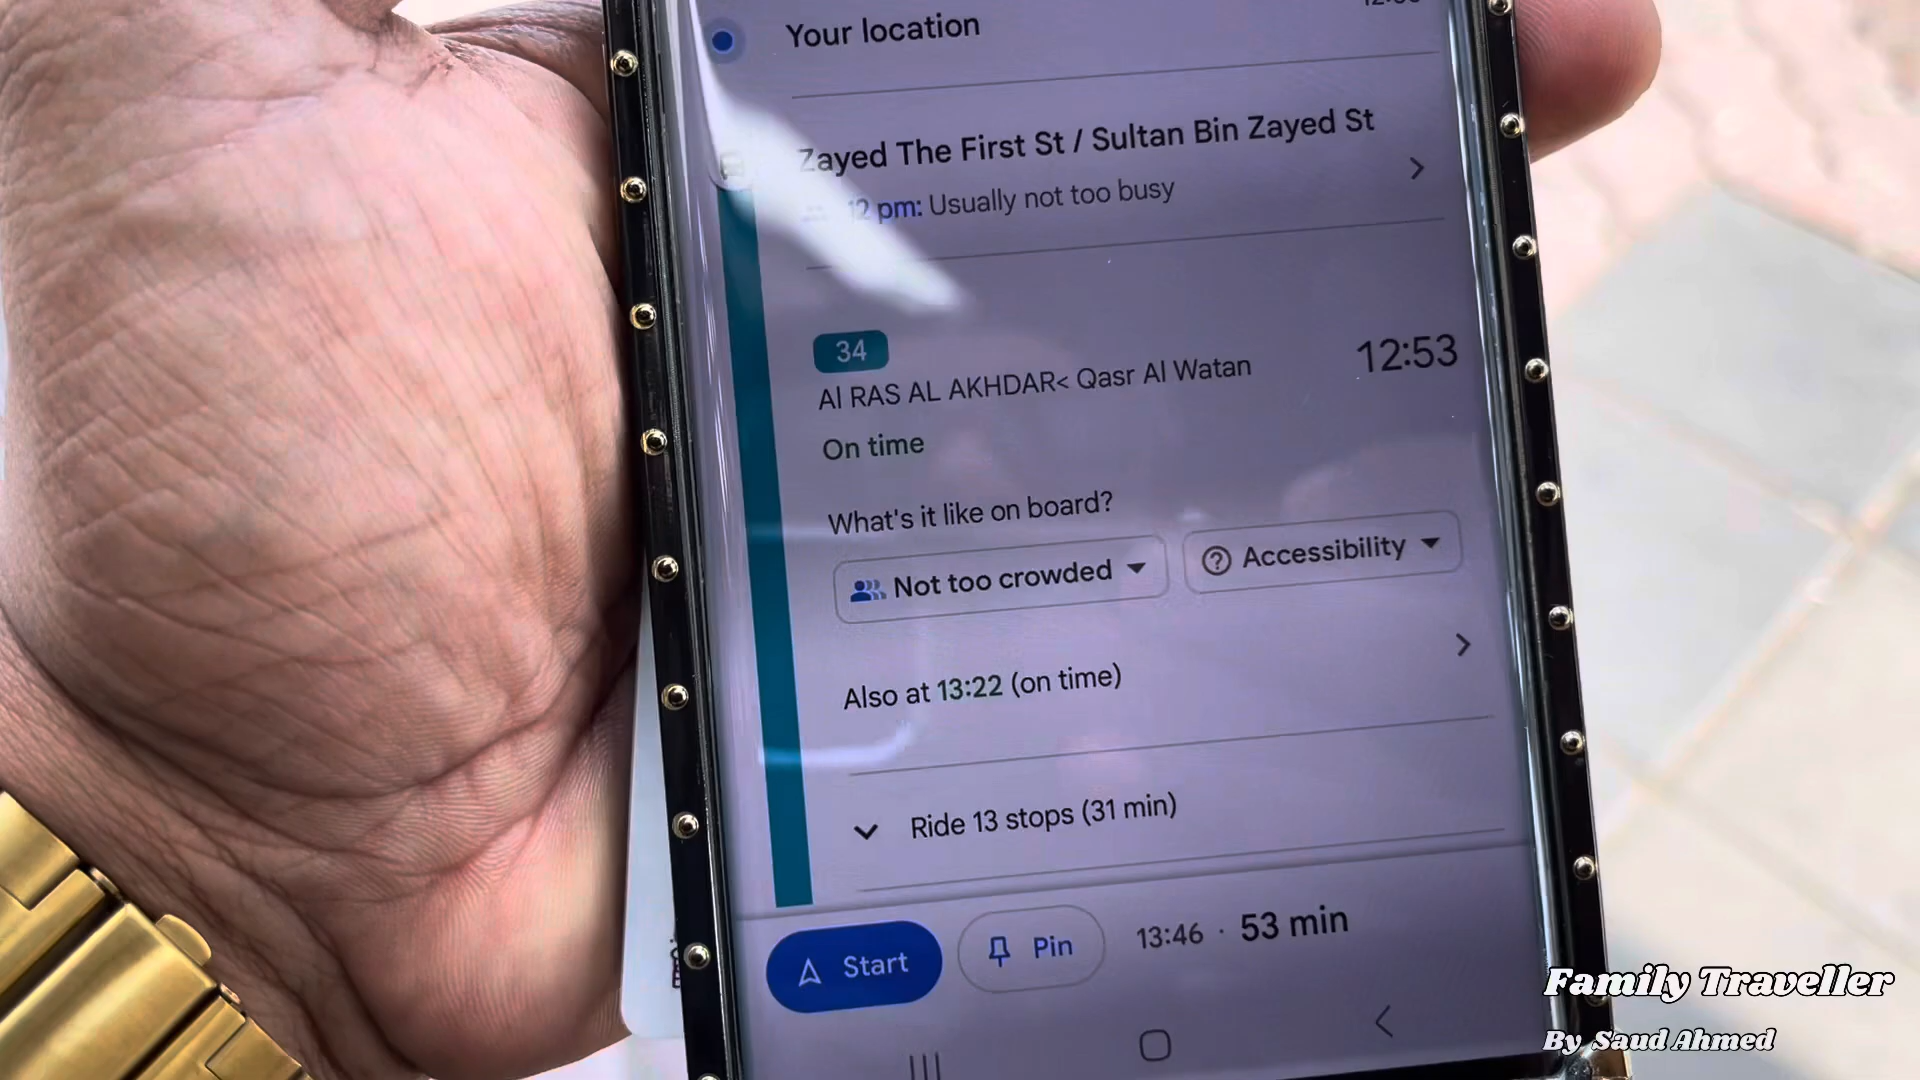 Your location
Zayed The First St / Sultan Bin Zayed St
12 pm: Usually not too busy
34
12:53
Al RAS AL AKHDAR< Qasr Al Watan
On time
What's it like on board?
Not too crowded
Accessibility
Also at 13:22 (on time)
Ride 13 stops (31 min)
Start
Pin
13:46 · 53 min
Family Traveller
By Saud Ahmed